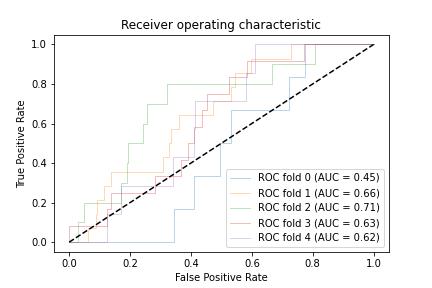 Receiver operating characteristic
True Positive Rate
1.0
0.8
0.6
0.4
0.2
0.0
ROC fold 0 (AUC = 0.45)
ROC fold 1 (AUC = 0.66)
ROC fold 2 (AUC = 0.71)
ROC fold 3 (AUC = 0.63)
ROC fold 4 (AUC = 0.62)
0.0 0.2 0.4 0.6 0.8 1.0
False Positive Rate